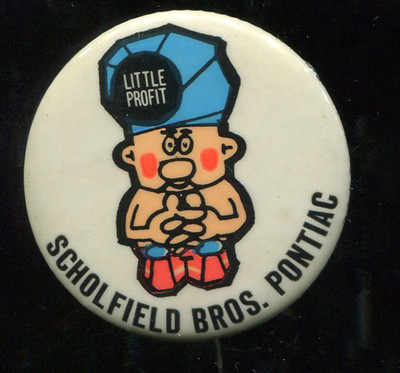 LITTLE
PROFIT
SCHOLFIELD BROS. PONTIAC